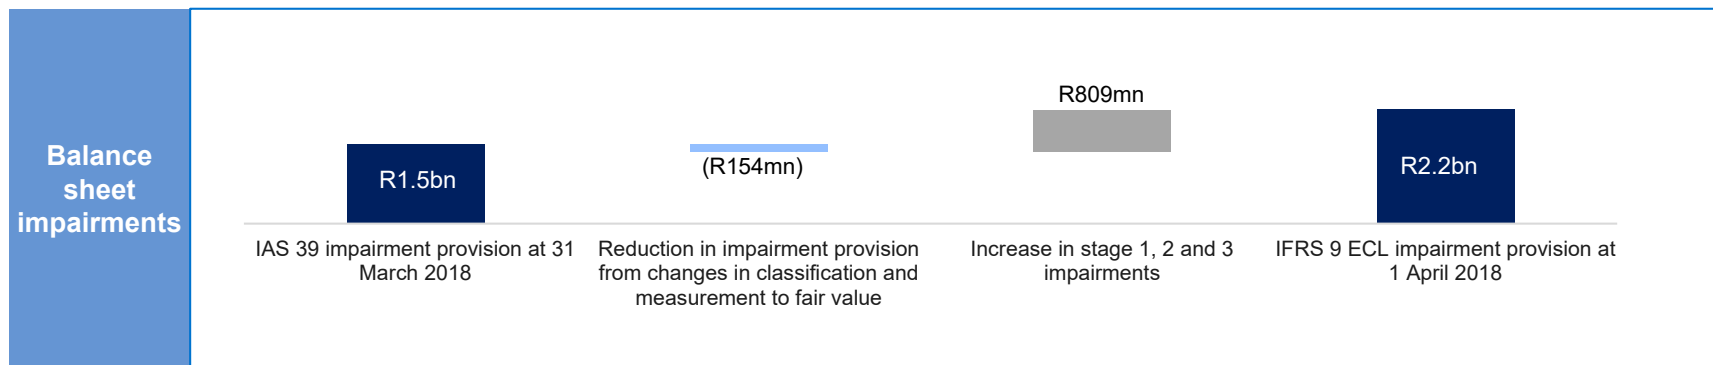 Balance
sheet
impairments
R1.5bn
(R154mn)
R809mn
R2.2bn
IAS 39 impairment provision at 31
March 2018
Reduction in impairment provision
from changes in classification and
measurement to fair value
Increase in stage 1, 2 and 3
impairments
IFRS 9 ECL impairment provision at
1 April 2018